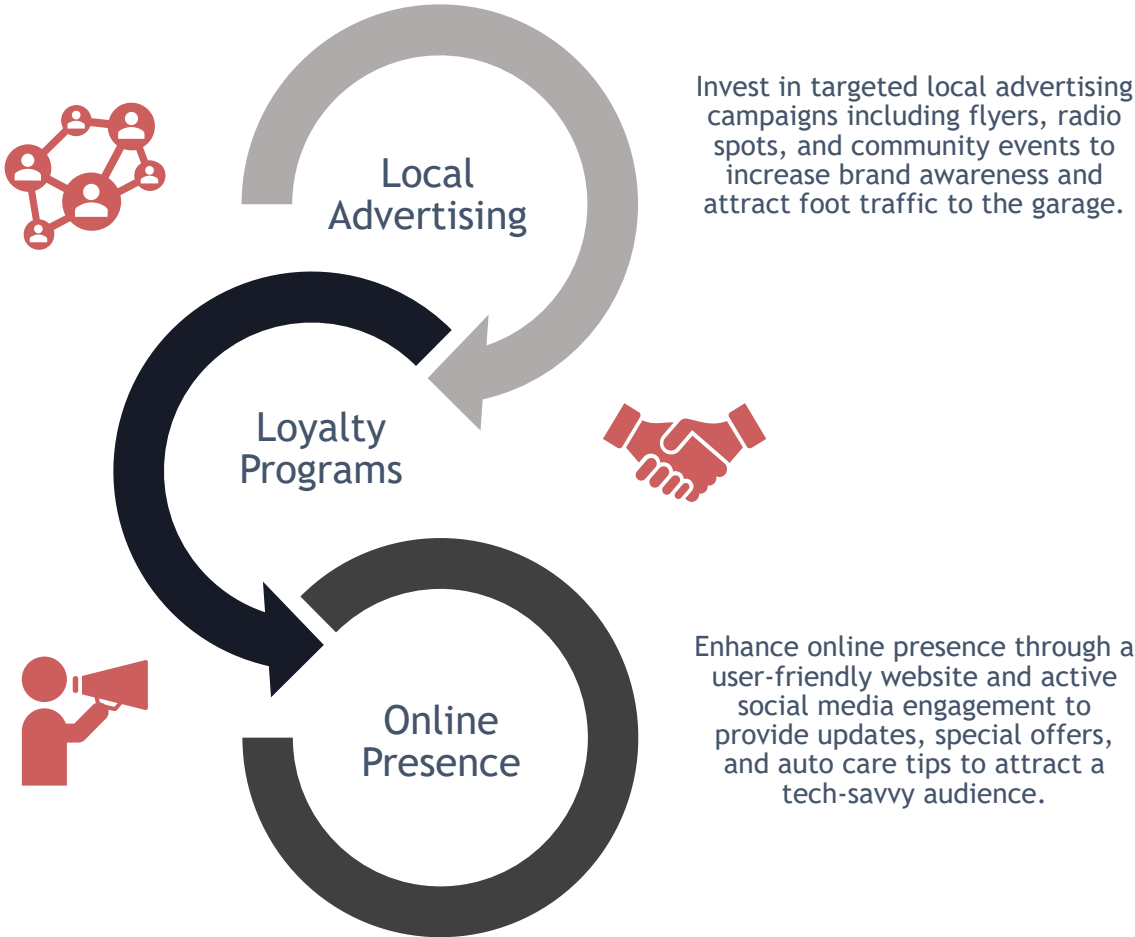 Local
Advertising
Invest in targeted local advertising
campaigns including flyers, radio
spots, and community events to
increase brand awareness and
attract foot traffic to the garage.
Loyalty
Programs
Online
Presence
Enhance online presence through a
user-friendly website and active
social media engagement to
provide updates, special offers,
and auto care tips to attract a
tech-savvy audience.